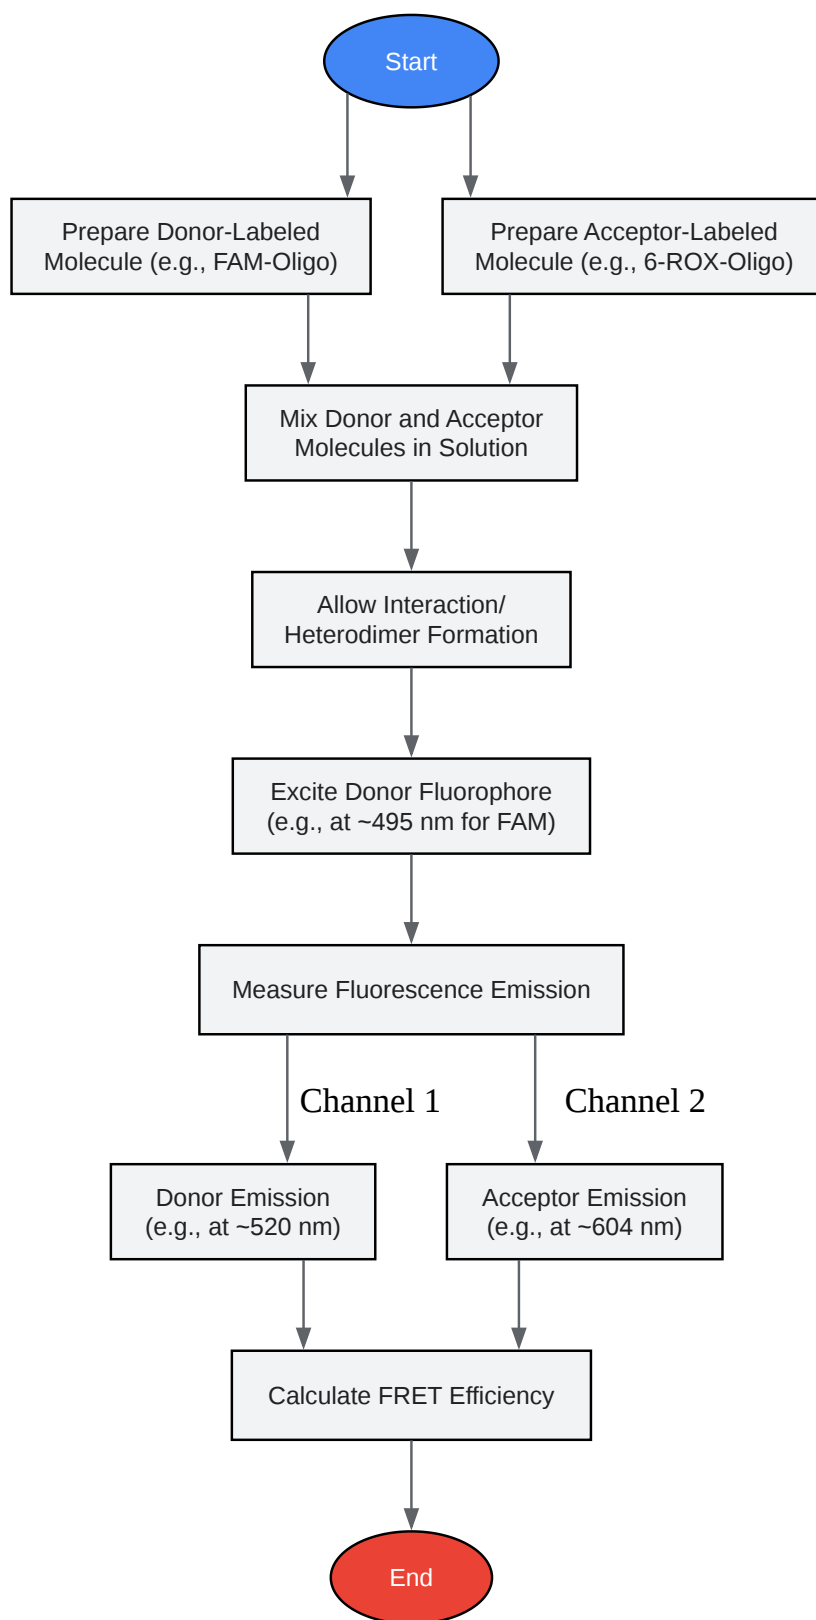 Start
Prepare Donor-Labeled
Molecule (e.g., FAM-Oligo)
Prepare Acceptor-Labeled
Molecule (e.g., 6-ROX-Oligo)
Mix Donor and Acceptor
Molecules in Solution
Allow Interaction/
Heterodimer Formation
Excite Donor Fluorophore
(e.g., at ~495 nm for FAM)
Measure Fluorescence Emission
Channel 1
Channel 2
Donor Emission
(e.g., at ~520 nm)
Acceptor Emission
(e.g., at ~604 nm)
Calculate FRET Efficiency
End